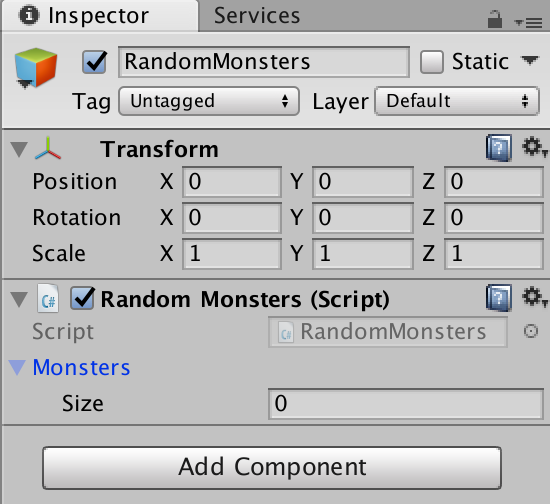 Inspector Services
RandomMonsters Static
Tag Untagged Layer Default
Transform
Position X 0 Y 0 Z 0
Rotation X 0 Y 0 Z 0
Scale X 1 Y 1 Z 1
C# Random Monsters (Script)
Script C# RandomMonsters
Monsters
Size 0
Add Component